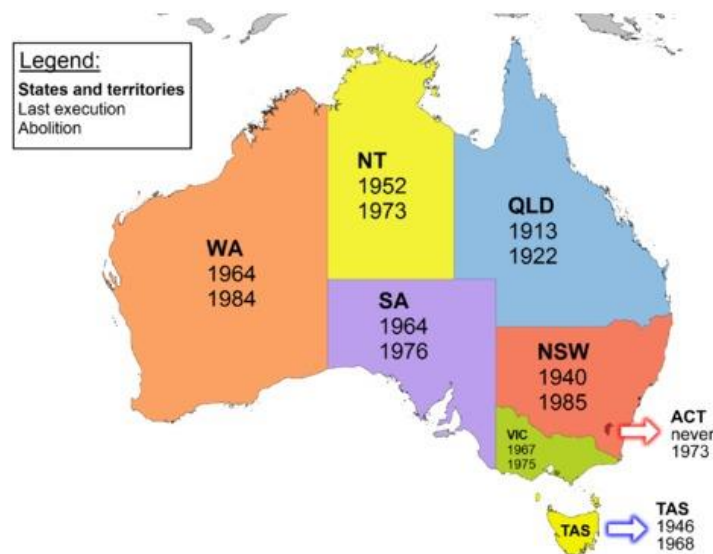 Legend:
States and territories
Last execution
Abolition
NT
1952
1973
QLD
1913
1922
WA
1964
1984
SA
1964
1976
NSW
1940
1985
ACT
never
1973
VIC
1967
1975
TAS
TAS
1946
1968